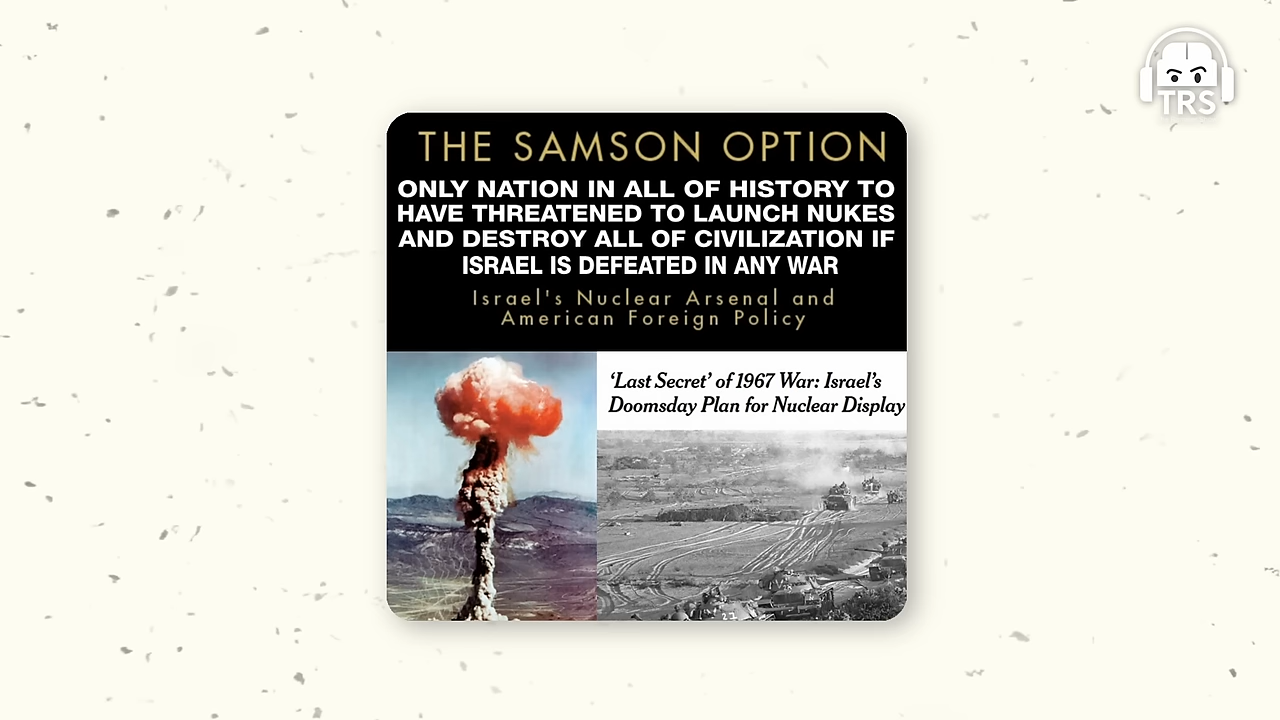 TRS
THE SAMSON OPTION
ONLY NATION IN ALL OF HISTORY TO
HAVE THREATENED TO LAUNCH NUKES
AND DESTROY ALL OF CIVILIZATION IF
ISRAEL IS DEFEATED IN ANY WAR
Israel's Nuclear Arsenal and
American Foreign Policy
‘Last Secret’ of 1967 War: Israel’s
Doomsday Plan for Nuclear Display